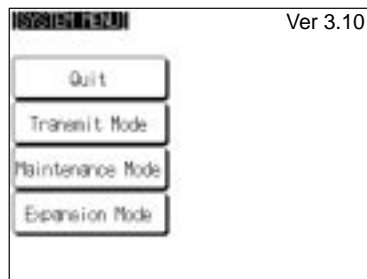 [SYSTEM MENU] Ver 3.10
Quit
Transmit Mode
Maintenance Mode
Expansion Mode